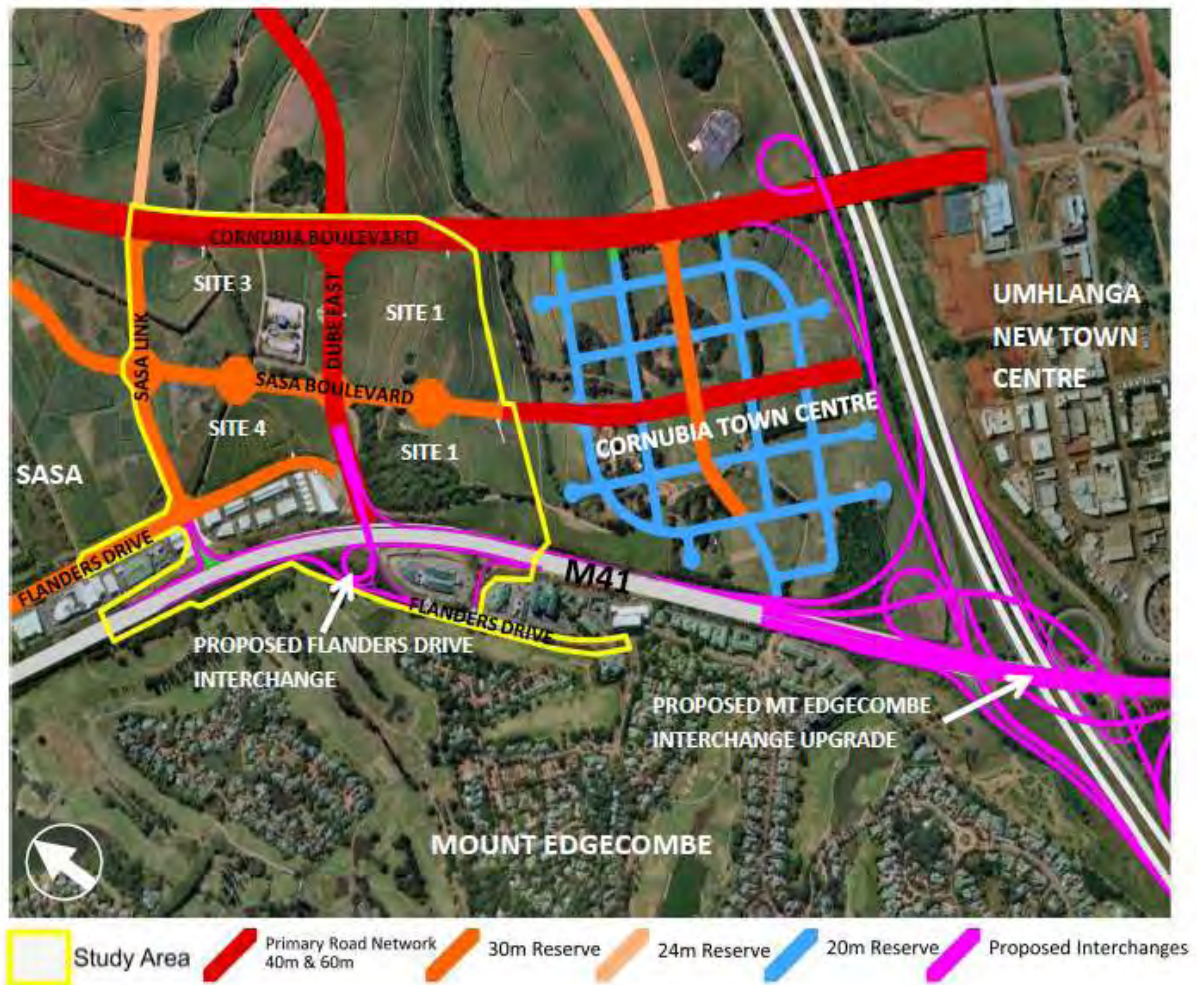 CORNUBIA BOULEVARD
SITE 3
DUBE EAST
SITE 1
UMHLANGA
NEW TOWN
CENTRE
SASA LINK
SASA BOULEVARD
SITE 4
SITE 1
CORNUBIA TOWN CENTRE
SASA
FLANDERS DRIVE
M41
FLANDERS DRIVE
PROPOSED FLANDERS DRIVE
INTERCHANGE
PROPOSED MT EDGECOMBE
INTERCHANGE UPGRADE
MOUNT EDGECOMBE
Study Area
Primary Road Network
40m & 60m
30m Reserve
24m Reserve
20m Reserve
Proposed Interchanges